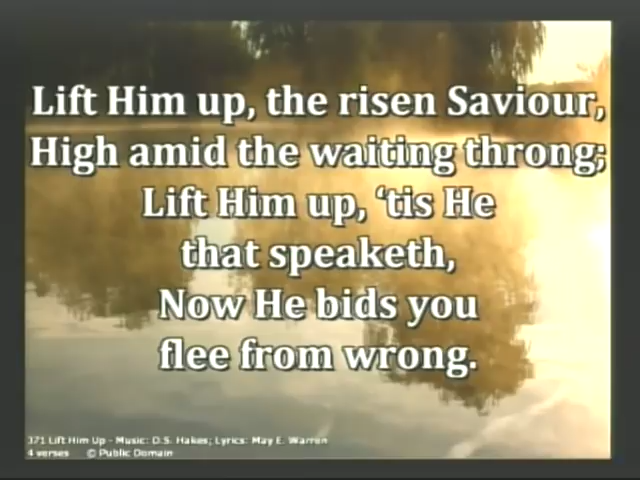 Lift Him up, the risen Saviour,
High amid the waiting throng;
Lift Him up, ‘tis He
that speaketh,
Now He bids you
flee from wrong.
371 Lift Him Up - Music: D.S. Hakes; Lyrics: May E. Warren
4 verses © Public Domain